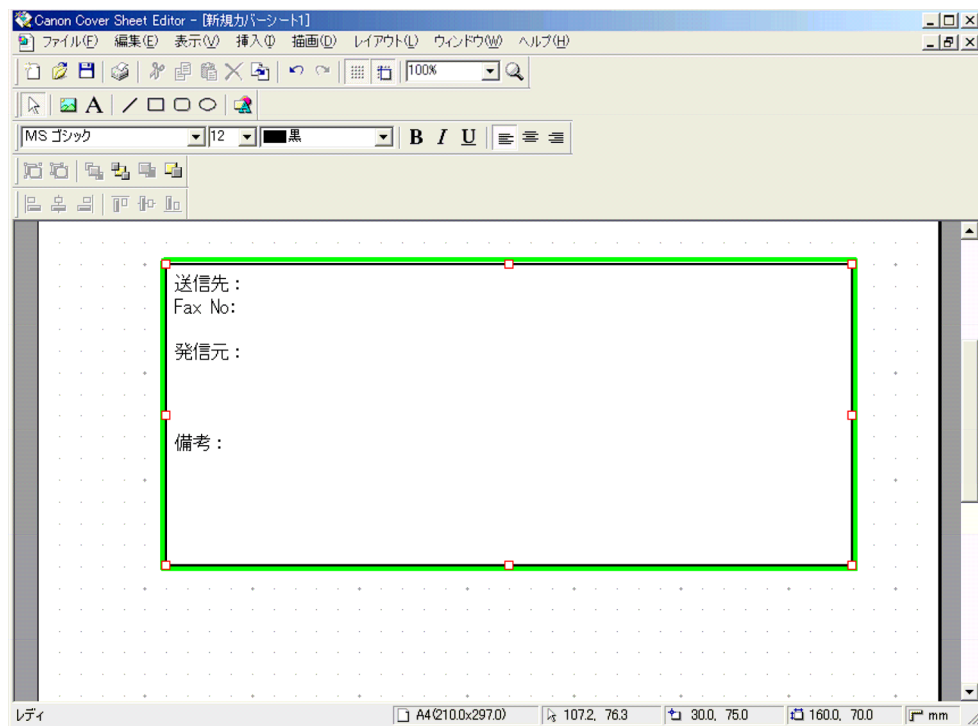 Canon Cover Sheet Editor - [新規カバーシート1]
ファイル(F) 編集(E) 表示(V) 挿入(I) 描画(D) レイアウト(L) ウィンドウ(W) ヘルプ(H)
100%
A
MS ゴシック 12 黒 B I U
送信先：
Fax No:
発信元：
備考：
レディ A4(210.0x297.0) 107.2, 76.3 30.0, 75.0 160.0, 70.0 mm